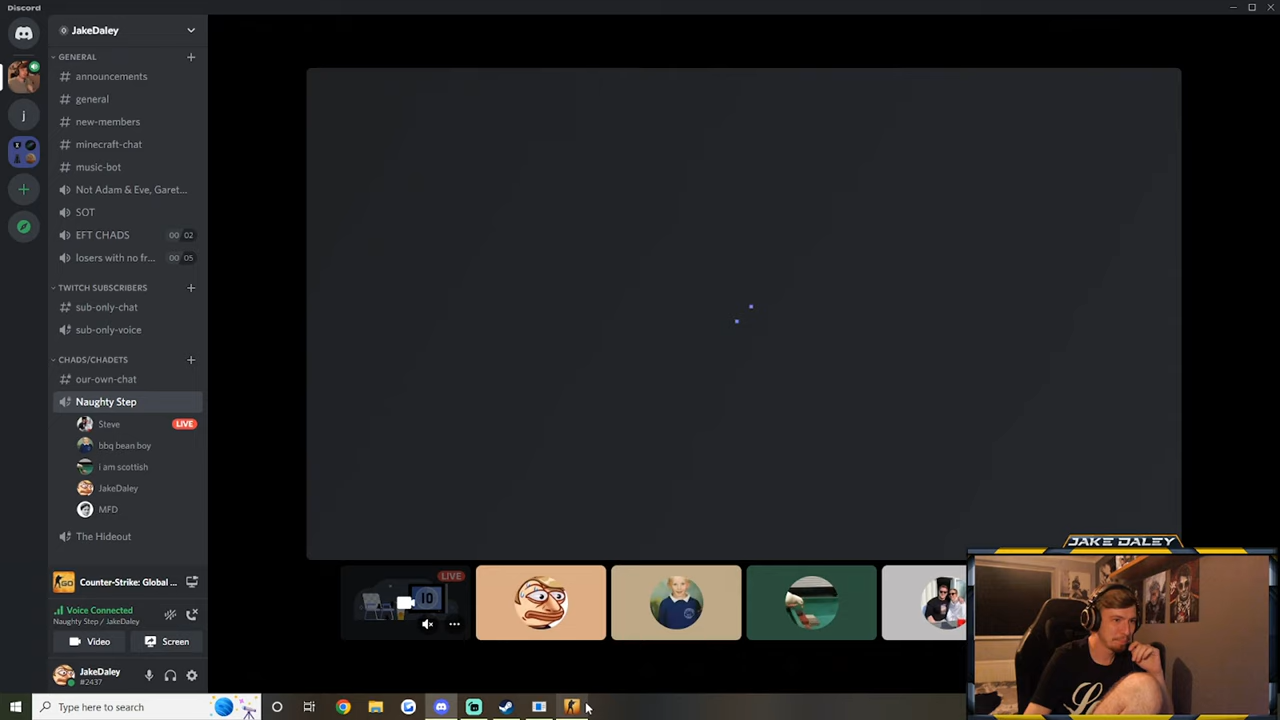 Discord
JakeDaley
GENERAL
announcements
general
new-members
minecraft-chat
music-bot
Not Adam & Eve, Garet...
SOT
EFT CHADS 00 02
losers with no fr... 00 05
TWITCH SUBSCRIBERS
sub-only-chat
sub-only-voice
CHADS/CHADETS
our-own-chat
Naughty Step
Steve LIVE
bbq bean boy
i am scottish
JakeDaley
MFD
The Hideout
j
LIVE
10
JAKE DALEY
GO Counter-Strike: Global ...
Voice Connected
Naughty Step / JakeDaley
Video Screen
JakeDaley
#2437
Type here to search